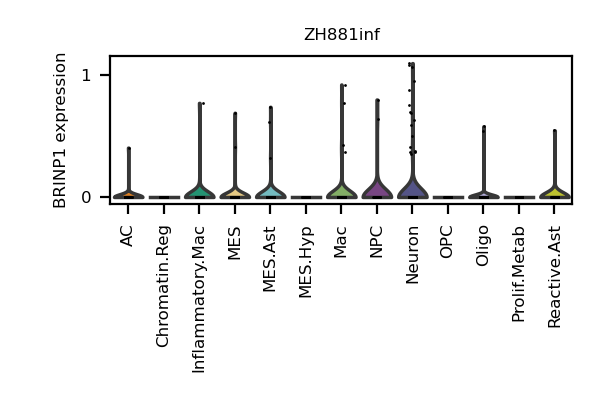 ZH881inf
BRINP1 expression
1
0
AC
Chromatin.Reg
Inflammatory.Mac
MES
MES.Ast
MES.Hyp
Mac
NPC
Neuron
OPC
Oligo
Prolif.Metab
Reactive.Ast